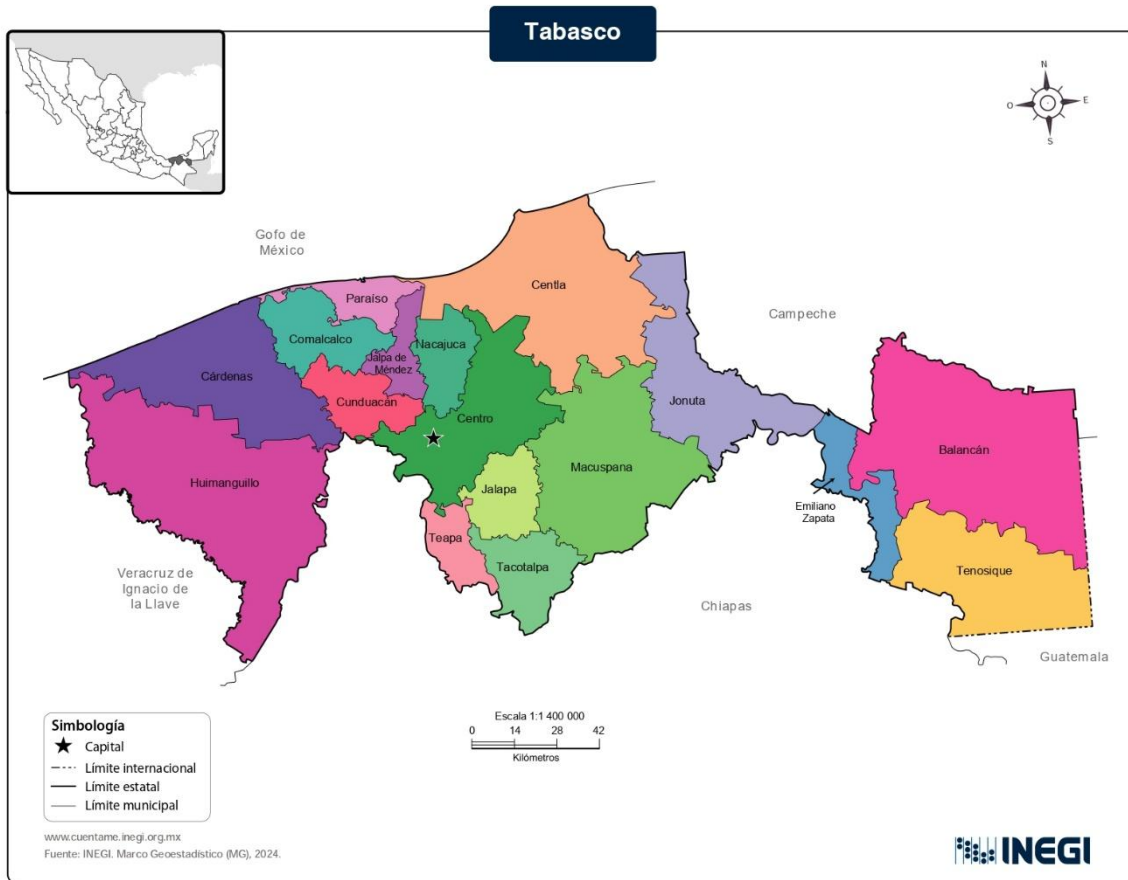 Tabasco
N
O
E
S
Gofo de
México
Centla
Paraíso
Campeche
Comalcalco
Nacajuca
Jalpa de
Méndez
Cárdenas
Cunduacán
Jonuta
Centro
Balancán
Macuspana
Huimanguillo
Jalapa
Emiliano
Zapata
Teapa
Tacotalpa
Tenosique
Veracruz de
Ignacio de
la Llave
Chiapas
Guatemala
Simbología
Capital
Límite internacional
Límite estatal
Límite municipal
Escala 1:1 400 000
0 14 28 42
Kilómetros
www.cuentame.inegi.org.mx
Fuente: INEGI. Marco Geoestadístico (MG), 2024.
INEGI